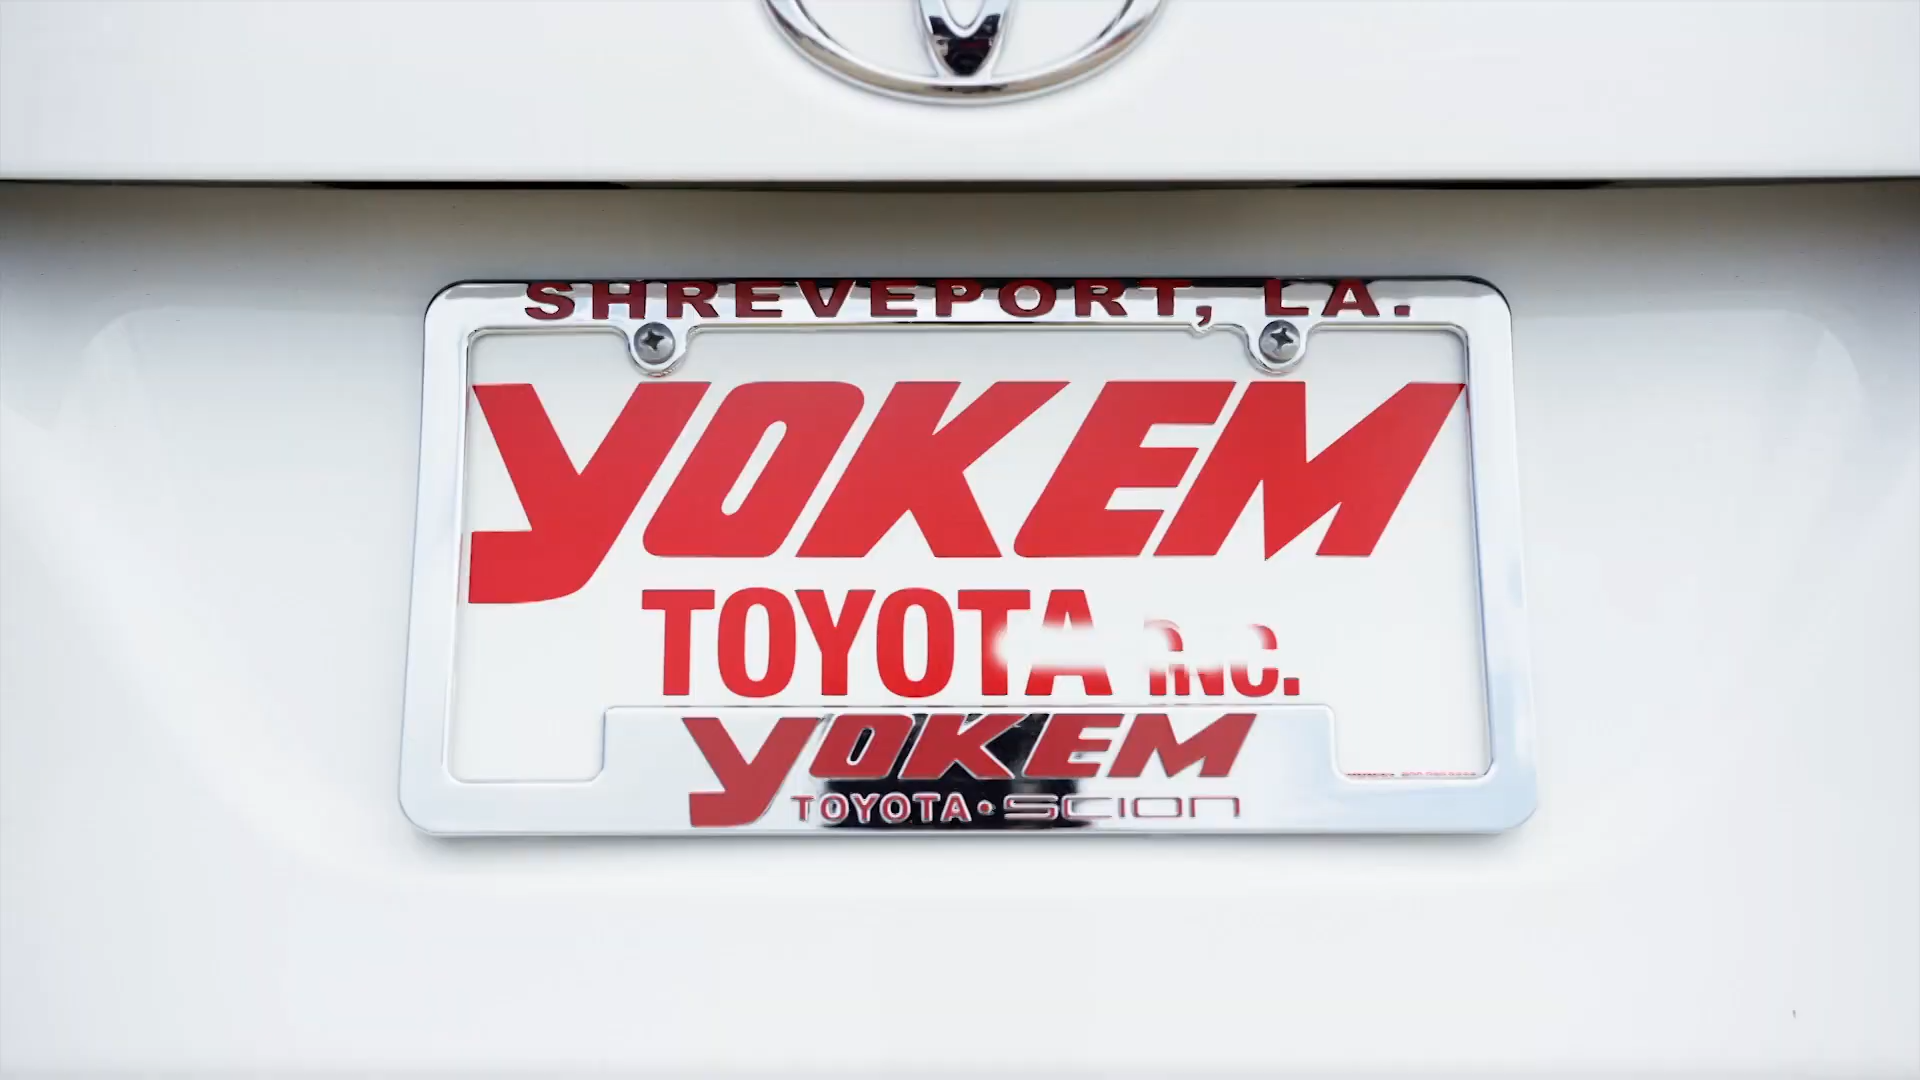 SHREVEPORT, LA.
YOKEM
TOYOTA INC.
YOKEM
TOYOTA • SCION